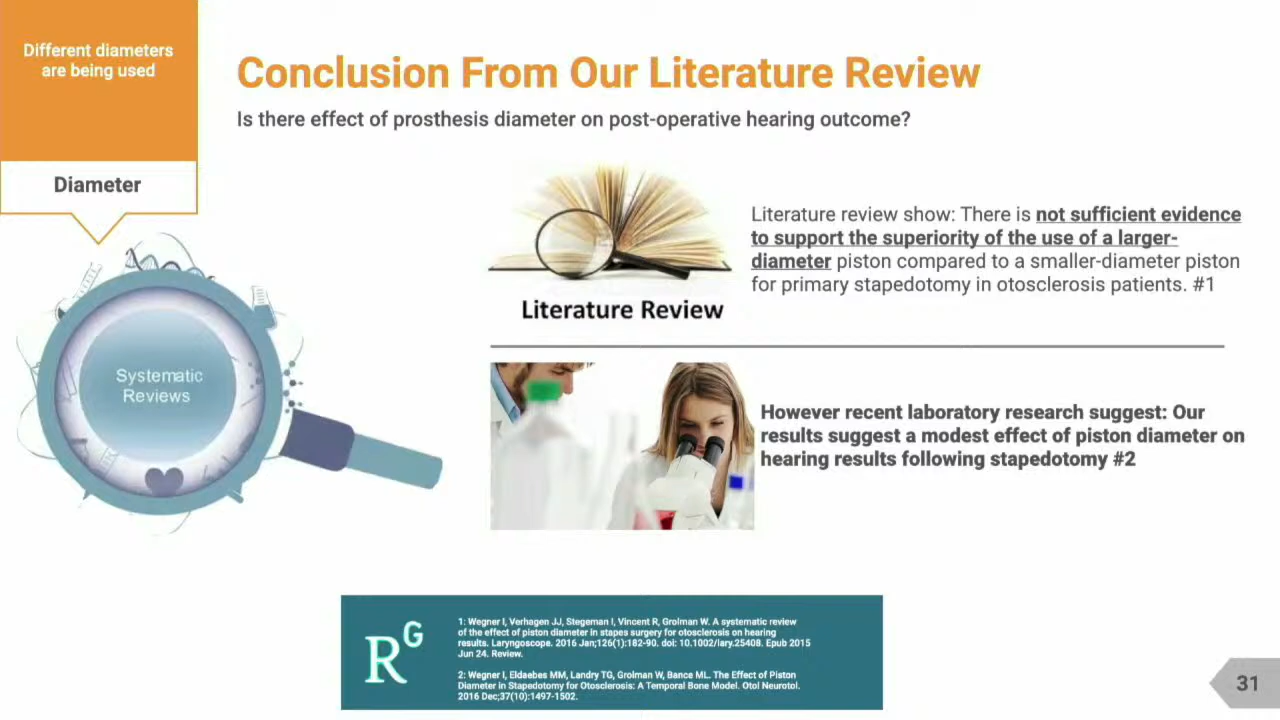 Different diameters
are being used
Conclusion From Our Literature Review
Is there effect of prosthesis diameter on post-operative hearing outcome?
Diameter
Systematic
Reviews
Literature Review
Literature review show: There is not sufficient evidence
to support the superiority of the use of a larger-
diameter piston compared to a smaller-diameter piston
for primary stapedotomy in otosclerosis patients. #1
However recent laboratory research suggest: Our
results suggest a modest effect of piston diameter on
hearing results following stapedotomy #2
RG
1: Wegner I, Verhagen JJ, Stegeman I, Vincent R, Grolman W. A systematic review
of the effect of piston diameter in stapes surgery for otosclerosis on hearing
results. Laryngoscope. 2016 Jan;126(1):182-90. doi: 10.1002/lary.25408. Epub 2015
Jun 24. Review.
2: Wegner I, Eldaebes MM, Landry TG, Grolman W, Bance ML. The Effect of Piston
Diameter in Stapedotomy for Otosclerosis: A Temporal Bone Model. Otol Neurotol.
2016 Dec;37(10):1497-1502.
31